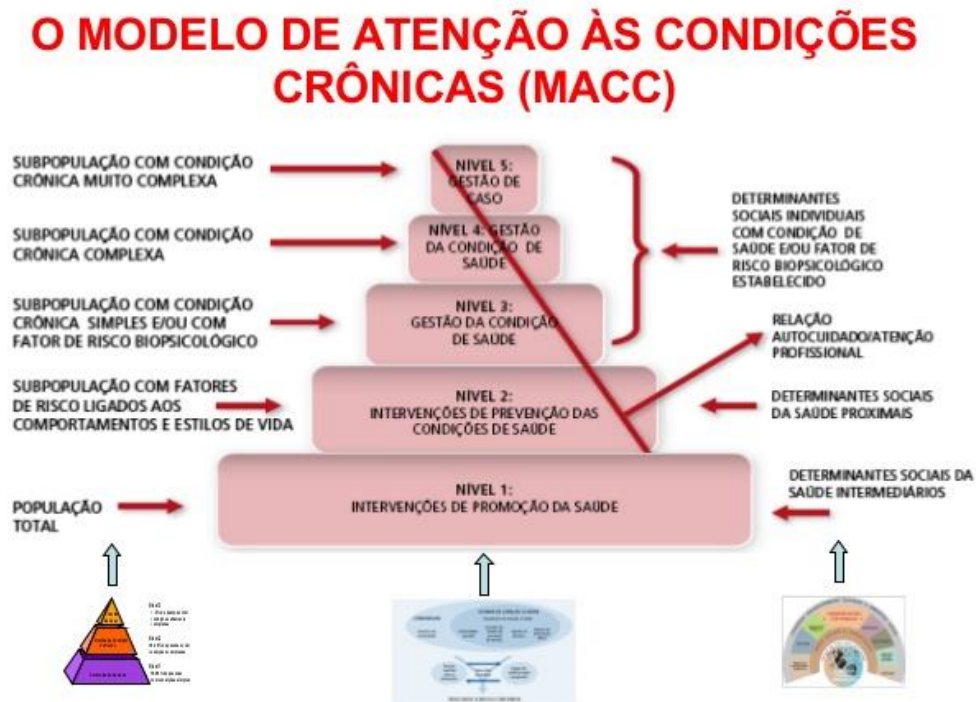 O MODELO DE ATENÇÃO ÀS CONDIÇÕES
CRÔNICAS (MACC)
SUBPOPULAÇÃO COM CONDIÇÃO
CRÔNICA MUITO COMPLEXA
NÍVEL 5:
GESTÃO DE
CASO
SUBPOPULAÇÃO COM CONDIÇÃO
CRÔNICA COMPLEXA
NÍVEL 4: GESTÃO
DA CONDIÇÃO DE
SAÚDE
DETERMINANTES
SOCIAIS INDIVIDUAIS
COM CONDIÇÃO DE
SAÚDE E/OU FATOR DE
RISCO BIOPSICOLÓGICO
ESTABELECIDO
SUBPOPULAÇÃO COM CONDIÇÃO
CRÔNICA SIMPLES E/OU COM
FATOR DE RISCO BIOPSICOLÓGICO
NÍVEL 3:
GESTÃO DA CONDIÇÃO
DE SAÚDE
RELAÇÃO
AUTOCUIDADO/ATENÇÃO
PROFISSIONAL
SUBPOPULAÇÃO COM FATORES
DE RISCO LIGADOS AOS
COMPORTAMENTOS E ESTILOS DE VIDA
NÍVEL 2:
INTERVENÇÕES DE PREVENÇÃO DAS
CONDIÇÕES DE SAÚDE
DETERMINANTES SOCIAIS
DA SAÚDE PROXIMAIS
POPULAÇÃO
TOTAL
NÍVEL 1:
INTERVENÇÕES DE PROMOÇÃO DA SAÚDE
DETERMINANTES SOCIAIS DA
SAÚDE INTERMEDIÁRIOS